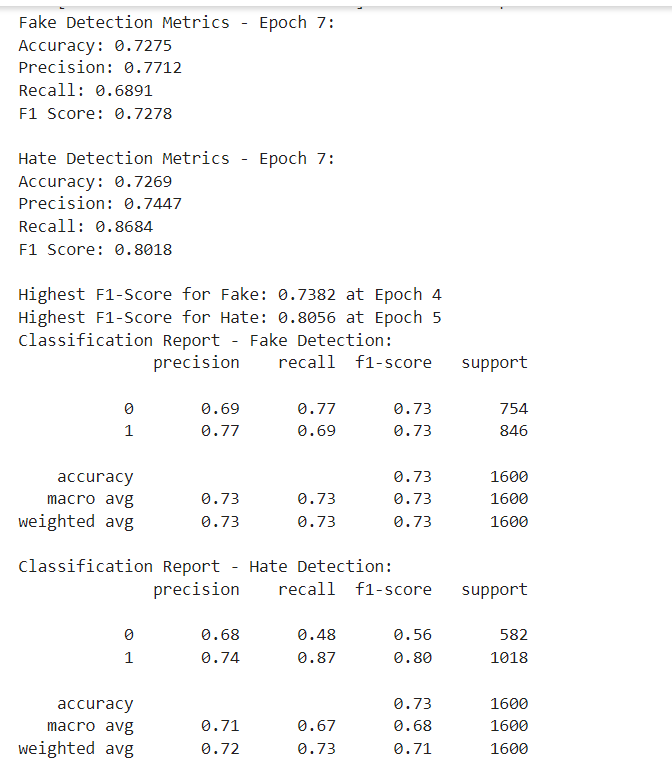 Fake Detection Metrics - Epoch 7:
Accuracy: 0.7275
Precision: 0.7712
Recall: 0.6891
F1 Score: 0.7278
Hate Detection Metrics - Epoch 7:
Accuracy: 0.7269
Precision: 0.7447
Recall: 0.8684
F1 Score: 0.8018
Highest F1-Score for Fake: 0.7382 at Epoch 4
Highest F1-Score for Hate: 0.8056 at Epoch 5
Classification Report - Fake Detection:
precision recall f1-score support
0 0.69 0.77 0.73 754
1 0.77 0.69 0.73 846
accuracy 0.73 1600
macro avg 0.73 0.73 0.73 1600
weighted avg 0.73 0.73 0.73 1600
Classification Report - Hate Detection:
precision recall f1-score support
0 0.68 0.48 0.56 582
1 0.74 0.87 0.80 1018
accuracy 0.73 1600
macro avg 0.71 0.67 0.68 1600
weighted avg 0.72 0.73 0.71 1600